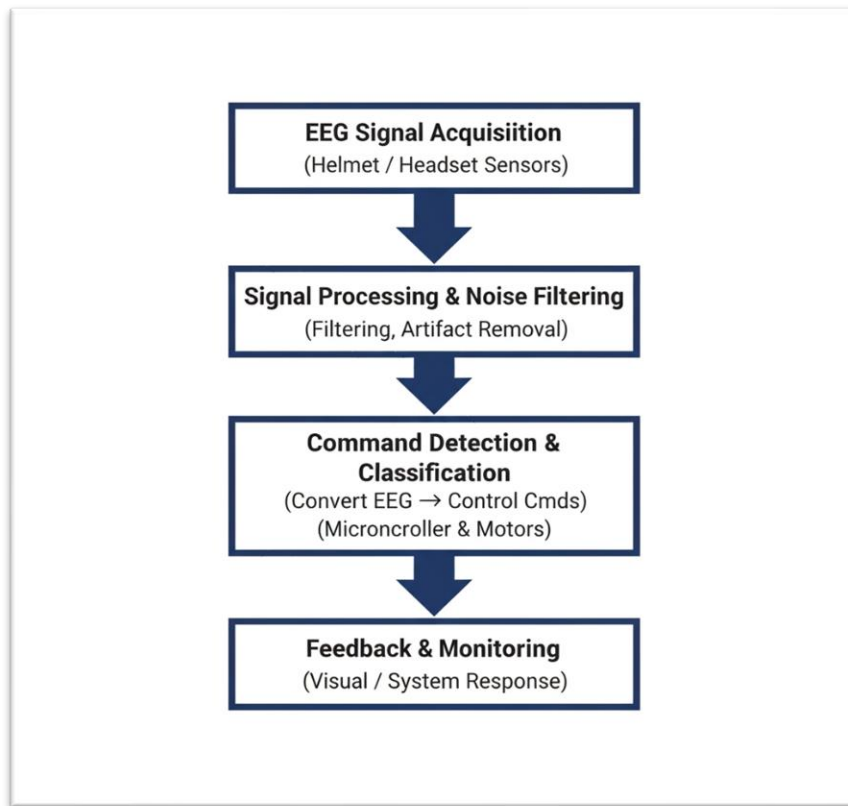 EEG Signal Acquisiition
(Helmet / Headset Sensors)
Signal Processing & Noise Filtering
(Filtering, Artifact Removal)
Command Detection &
Classification
(Convert EEG → Control Cmds)
(Microncroller & Motors)
Feedback & Monitoring
(Visual / System Response)